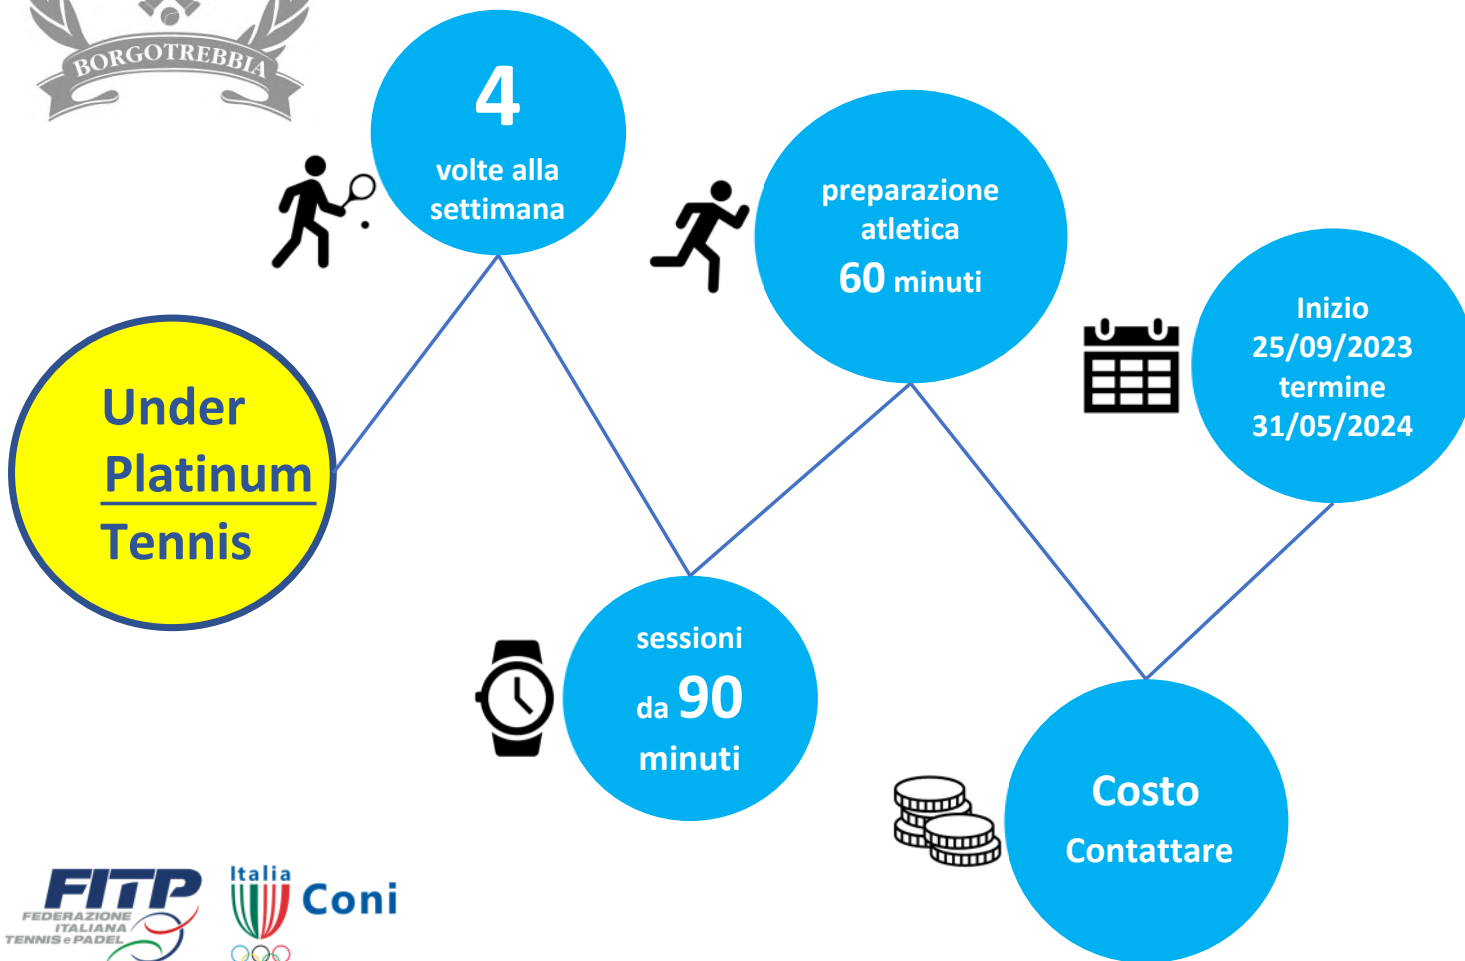 BORGOTREBBIA
4
volte alla
settimana
preparazione
atletica
60 minuti
Inizio
25/09/2023
termine
31/05/2024
Under
Platinum
Tennis
sessioni
da 90
minuti
Costo
Contattare
FITP
FEDERAZIONE
ITALIANA
TENNIS e PADEL
Italia
Coni